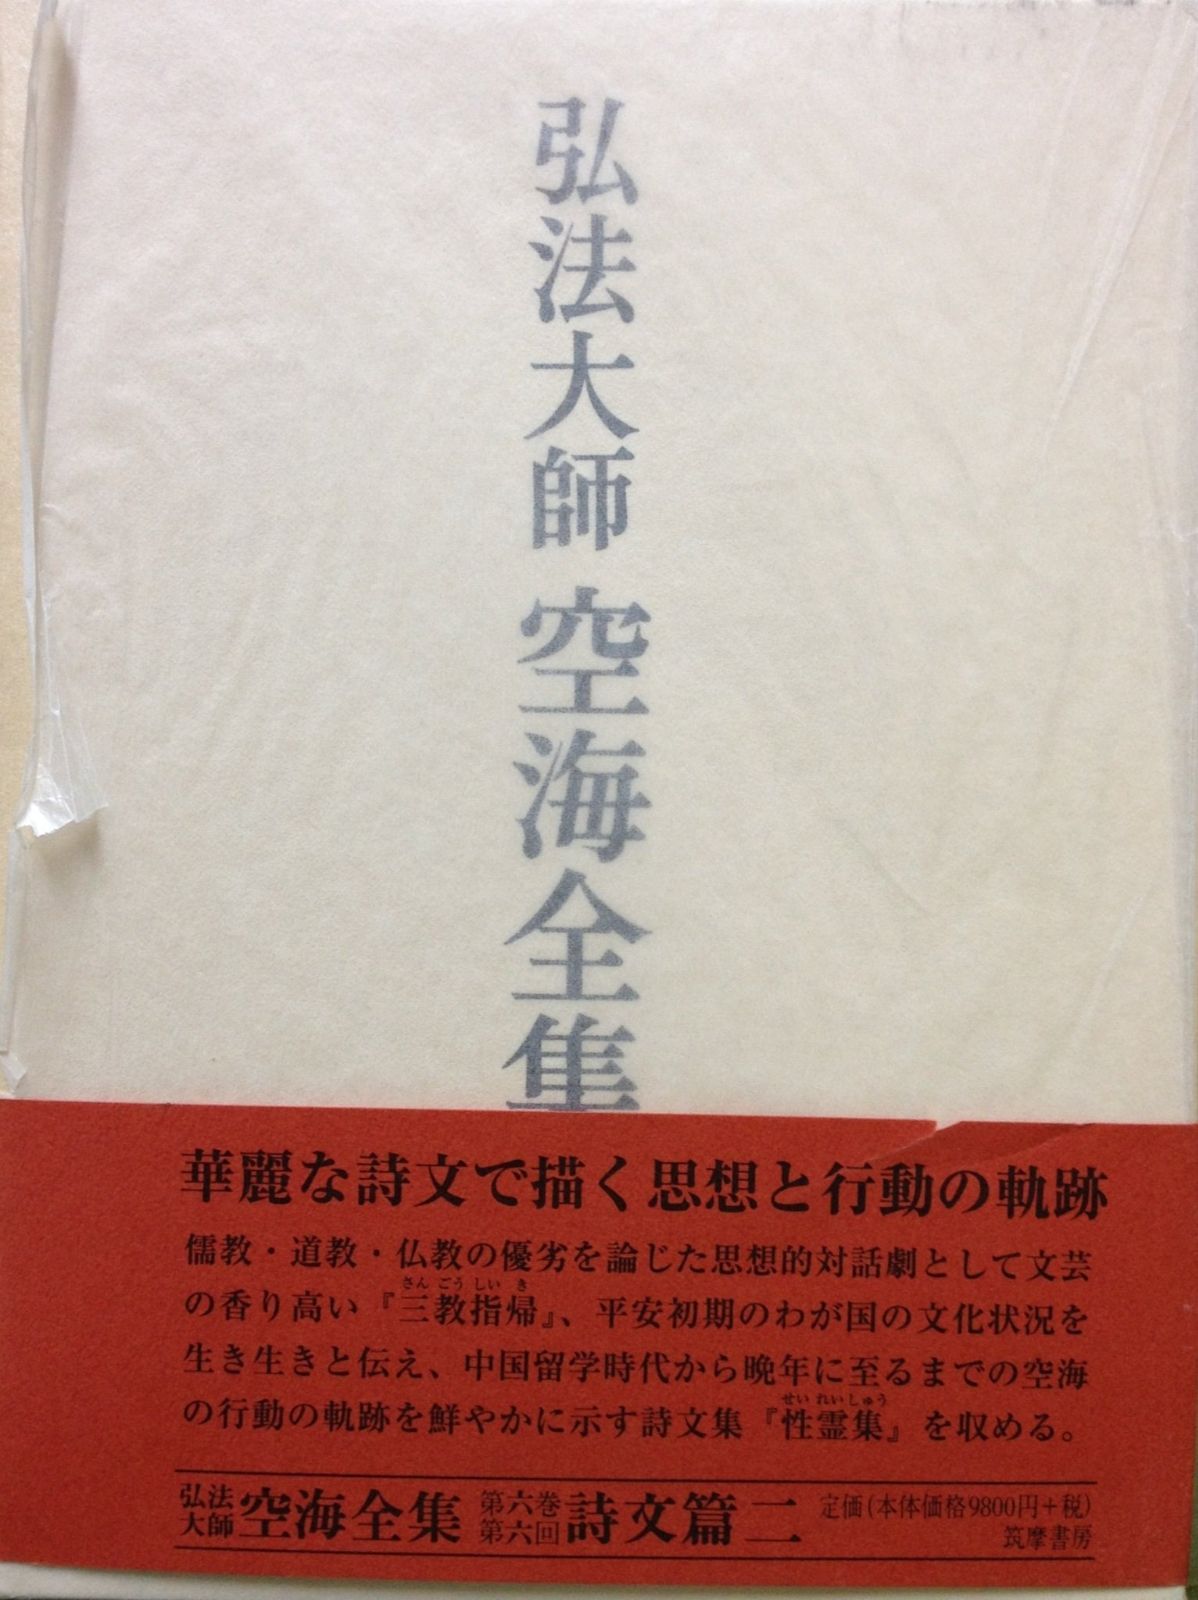 弘法大師 空海全集
華麗な詩文で描く思想と行動の軌跡
儒教・道教・仏教の優劣を論じた思想的対話劇として文芸
さんごうしいき
の香り高い『三教指帰』、平安初期のわが国の文化状況を
生き生きと伝え、中国留学時代から晩年に至るまでの空海
せいれいしゅう
の行動の軌跡を鮮やかに示す詩文集『性霊集』を収める。
弘法大師 空海全集 第六巻 第六回 詩文篇 二 定価(本体価格9800円+税)
筑摩書房